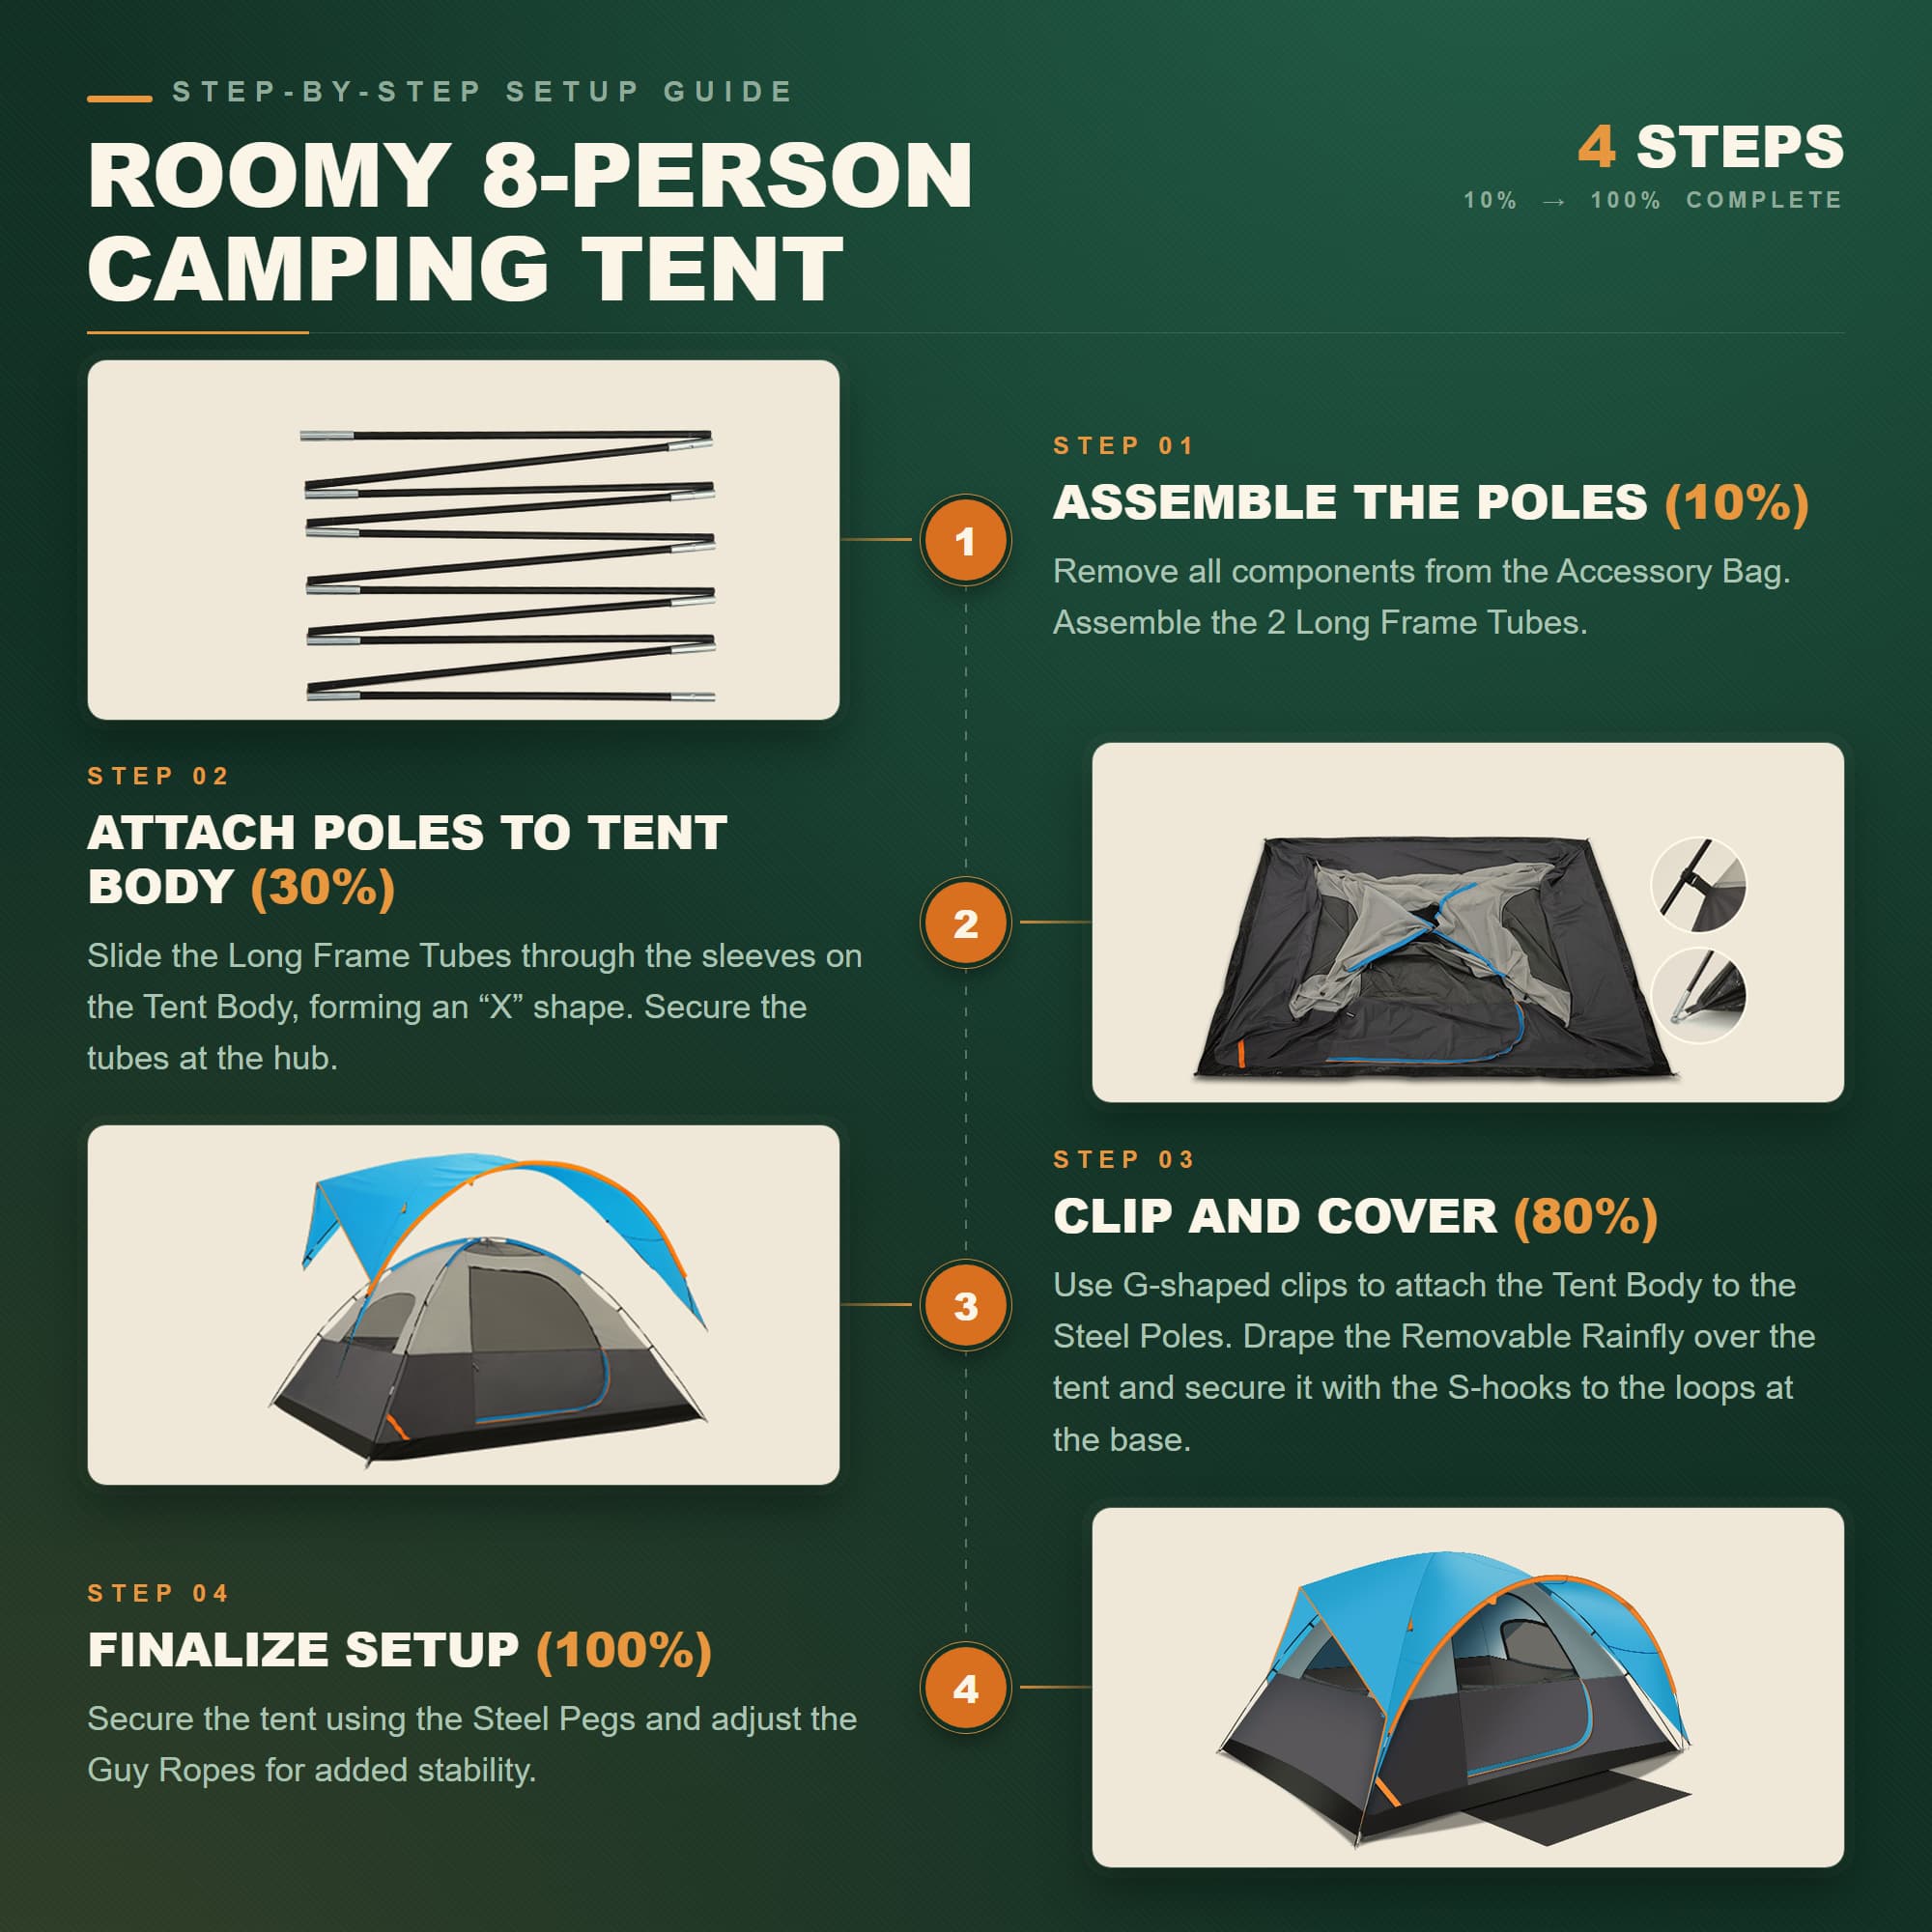 STEP-BY-STEP SETUP GUIDE
ROOMY 8-PERSON
CAMPING TENT
4 STEPS
10% → 100% COMPLETE
1
STEP 01
ASSEMBLE THE POLES (10%)
Remove all components from the Accessory Bag.
Assemble the 2 Long Frame Tubes.
STEP 02
ATTACH POLES TO TENT
BODY (30%)
Slide the Long Frame Tubes through the sleeves on
the Tent Body, forming an “X” shape. Secure the
tubes at the hub.
2
3
STEP 03
CLIP AND COVER (80%)
Use G-shaped clips to attach the Tent Body to the
Steel Poles. Drape the Removable Rainfly over the
tent and secure it with the S-hooks to the loops at
the base.
STEP 04
FINALIZE SETUP (100%)
Secure the tent using the Steel Pegs and adjust the
Guy Ropes for added stability.
4